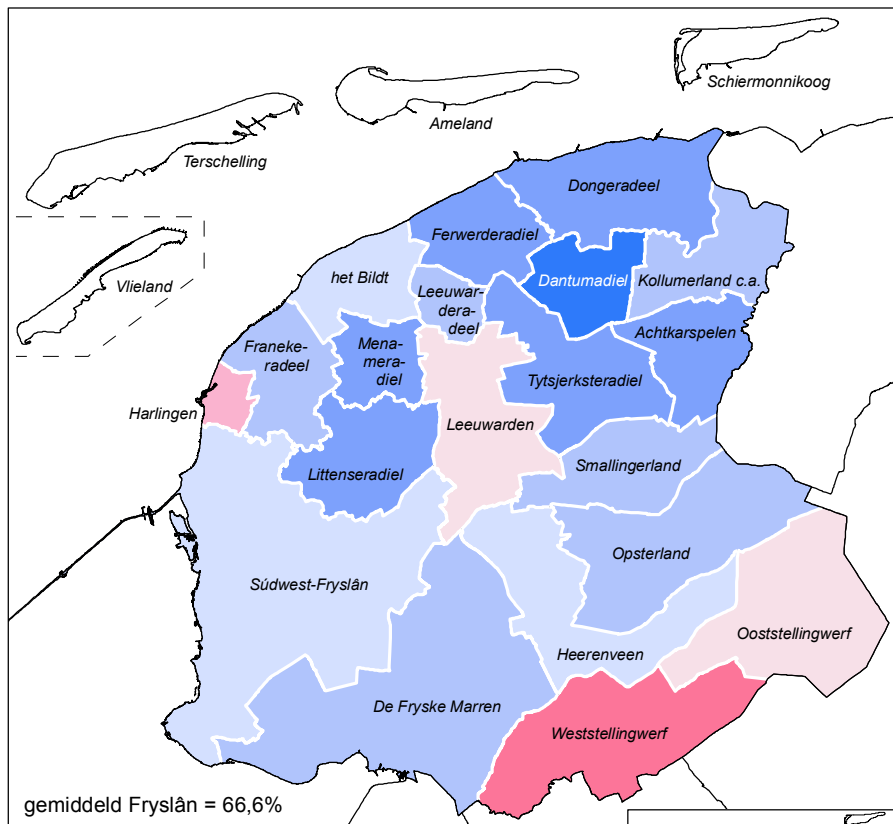 Schiermonnikoog
Ameland
Terschelling
Vlieland
Dongeradeel
Ferwerderadiel
Dantumadiel
Kollumerland c.a.
het Bildt
Leeuwar-
dera-
deel
Achtkarspelen
Franeke-
radeel
Mena-
mera-
diel
Tytsjerksteradiel
Harlingen
Leeuwarden
Littenseradiel
Smallingerland
Opsterland
Súdwest-Fryslân
Ooststellingwerf
Heerenveen
De Fryske Marren
Weststellingwerf
gemiddeld Fryslân = 66,6%